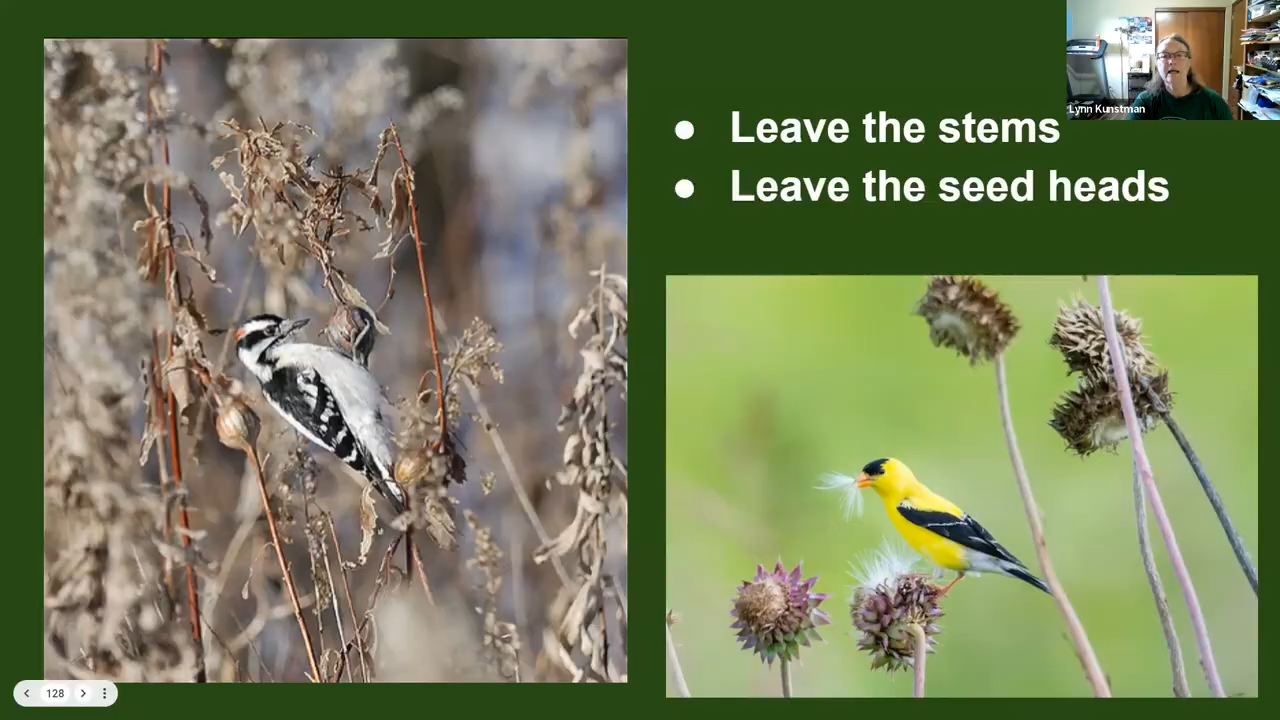 Lynn Kunstman
● Leave the stems
● Leave the seed heads
128